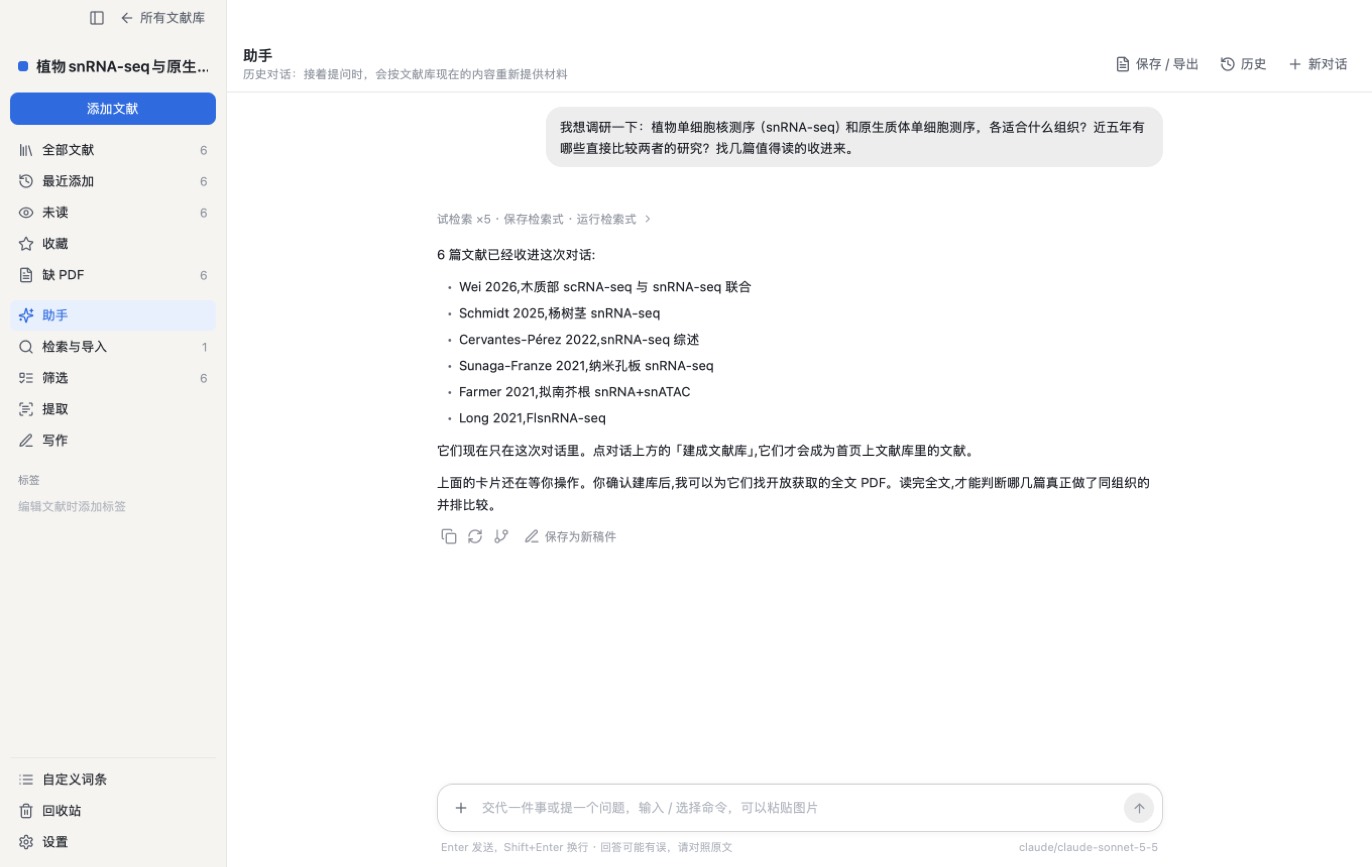 所有文献库
植物 snRNA-seq 与原生...
添加文献
全部文献 6
最近添加 6
未读 6
收藏
缺 PDF 6
助手
检索与导入 1
筛选 6
提取
写作
标签
编辑文献时添加标签
自定义词条
回收站
设置
助手
历史对话：接着提问时，会按文献库现在的内容重新提供材料
保存 / 导出
历史
新对话
我想调研一下：植物单细胞核测序（snRNA-seq）和原生质体单细胞测序，各适合什么组织？近五年有
哪些直接比较两者的研究？找几篇值得读的收进来。
试检索 ×5 · 保存检索式 · 运行检索式
6 篇文献已经收进这次对话:
• Wei 2026,木质部 scRNA-seq 与 snRNA-seq 联合
• Schmidt 2025,杨树茎 snRNA-seq
• Cervantes-Pérez 2022,snRNA-seq 综述
• Sunaga-Franze 2021,纳米孔板 snRNA-seq
• Farmer 2021,拟南芥根 snRNA+snATAC
• Long 2021,FlsnRNA-seq
它们现在只在这次对话里。点对话上方的「建成文献库」,它们才会成为首页上文献库里的文献。
上面的卡片还在等你操作。你确认建库后,我可以为它们找开放获取的全文 PDF。读完全文,才能判断哪几篇真正做了同组织的
并排比较。
保存为新稿件
交代一件事或提一个问题，输入 / 选择命令，可以粘贴图片
Enter 发送，Shift+Enter 换行 · 回答可能有误，请对照原文
claude/claude-sonnet-5-5